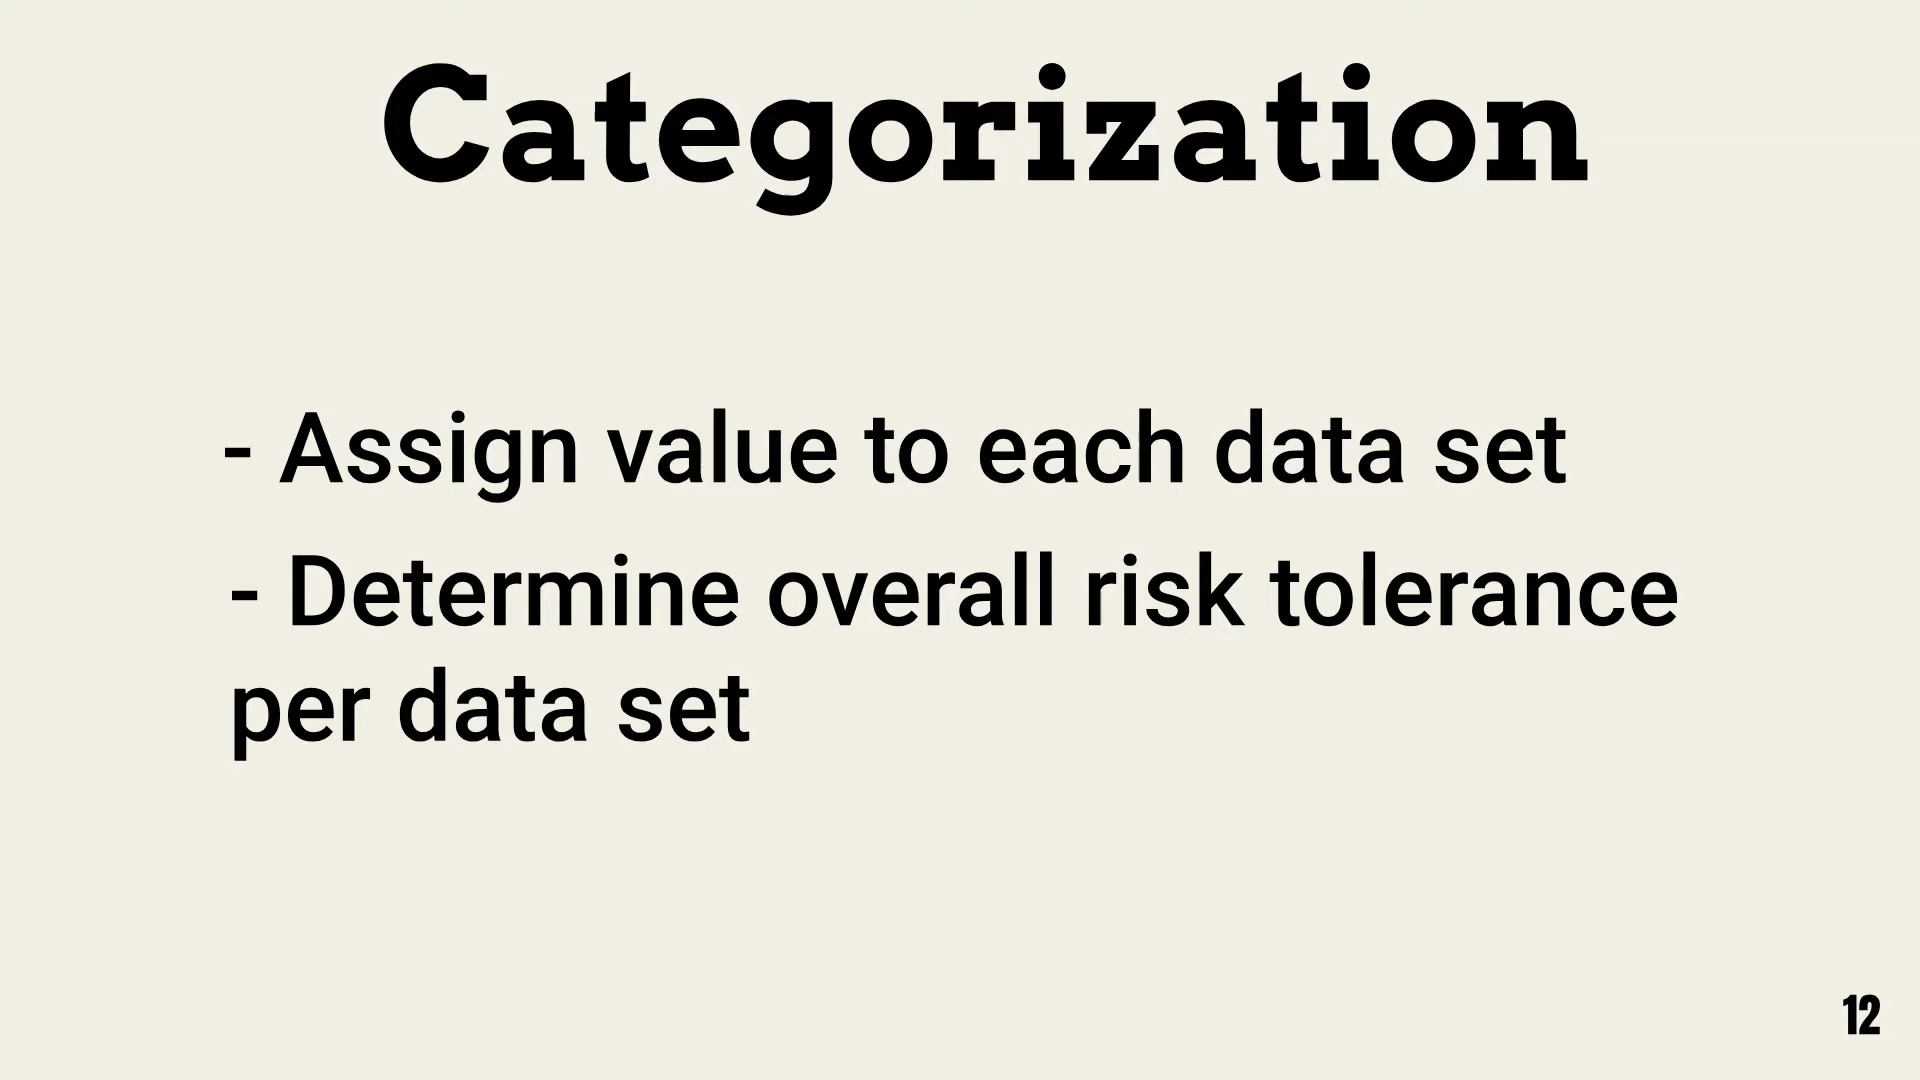 Categorization
- Assign value to each data set
- Determine overall risk tolerance
per data set
12